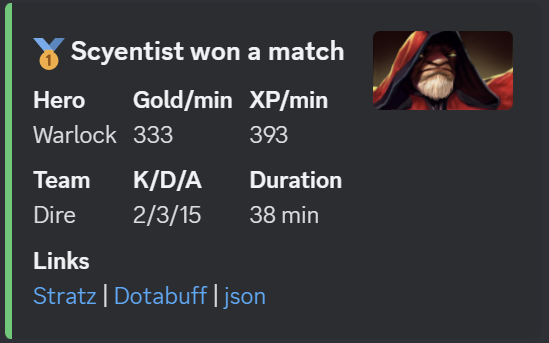 Scyentist won a match
Hero Gold/min XP/min
Warlock 333 393
Team K/D/A Duration
Dire 2/3/15 38 min
Links
Stratz | Dotabuff | json